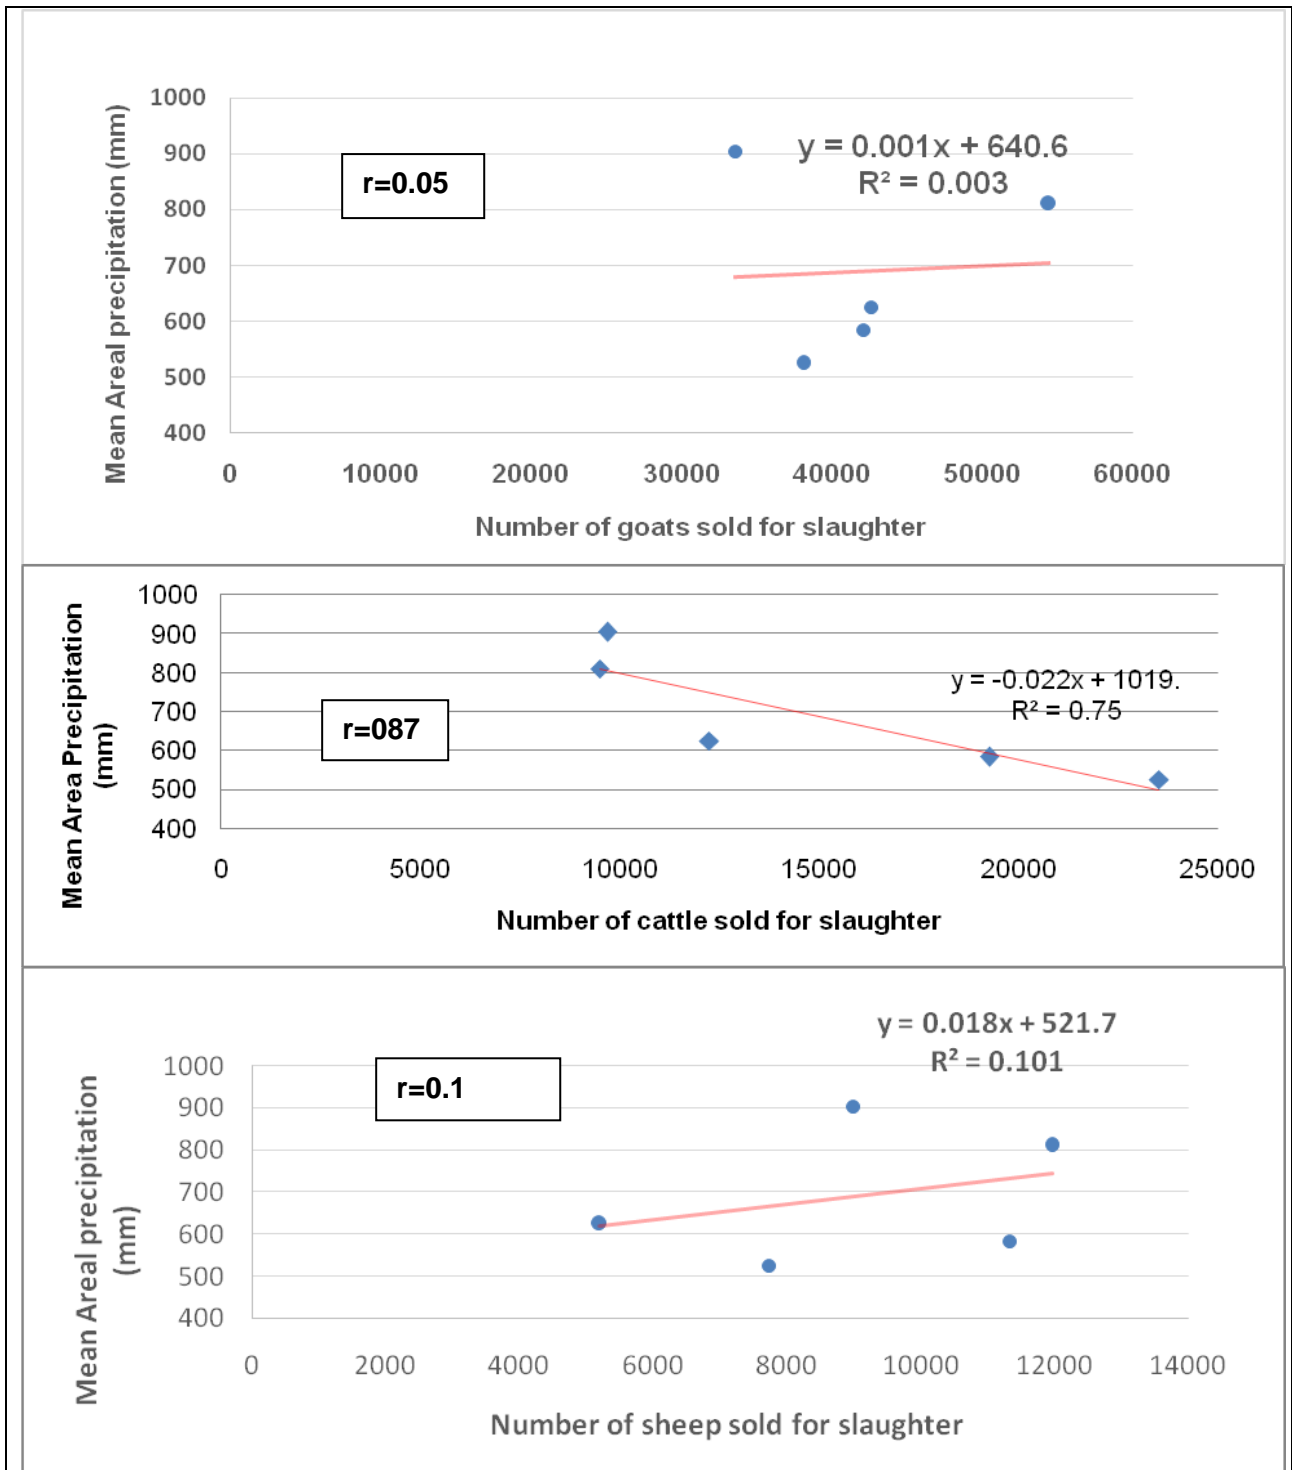 Mean Areal precipitation (mm)
1000
900
800
700
600
500
400
r=0.05
y = 0.001x + 640.6
R² = 0.003
0 10000 20000 30000 40000 50000 60000
Number of goats sold for slaughter
Mean Area Precipitation
(mm)
1000
900
800
700
600
500
400
r=087
y = -0.022x + 1019.
R² = 0.75
0 5000 10000 15000 20000 25000
Number of cattle sold for slaughter
y = 0.018x + 521.7
R² = 0.101
Mean Areal precipitation
(mm)
1000
900
800
700
600
500
400
r=0.1
0 2000 4000 6000 8000 10000 12000 14000
Number of sheep sold for slaughter